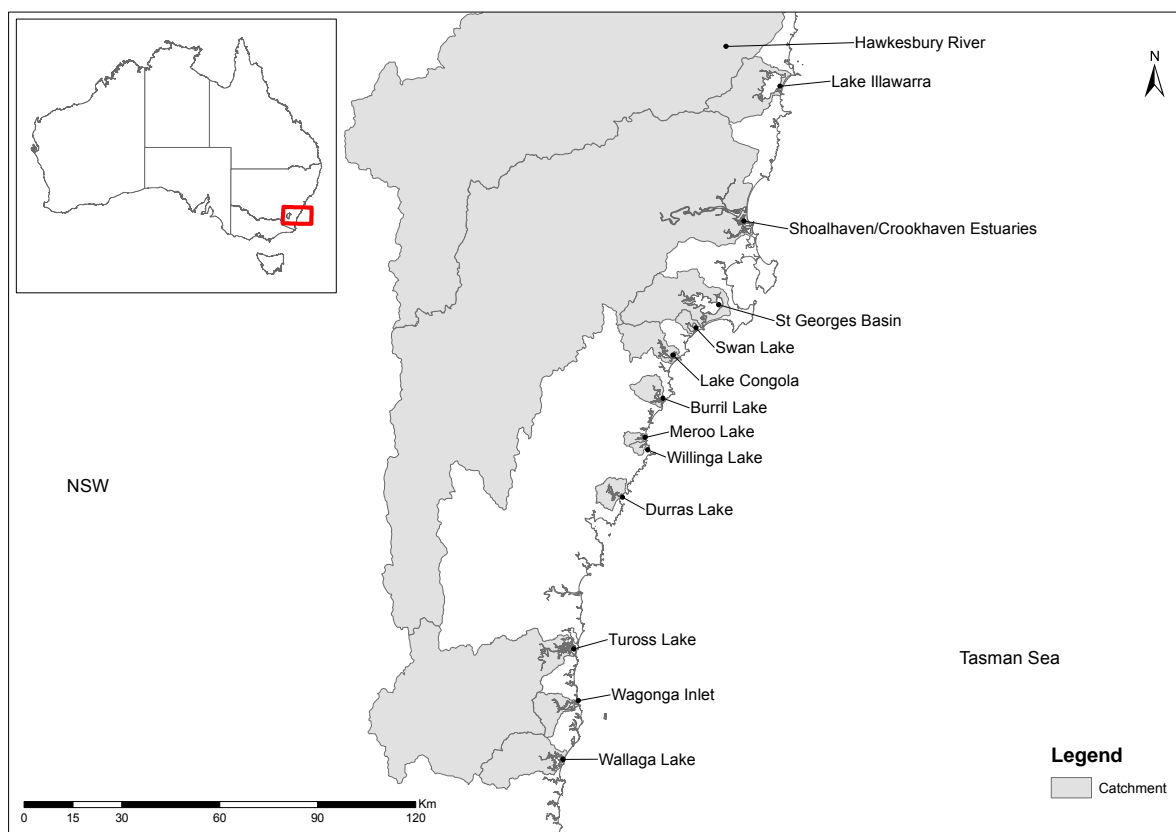 Hawkesbury River
N
Lake Illawarra
Shoalhaven/Crookhaven Estuaries
St Georges Basin
Swan Lake
Lake Congola
Burril Lake
Meroo Lake
Willinga Lake
NSW
Durras Lake
Tuross Lake
Tasman Sea
Wagonga Inlet
Wallaga Lake
Legend
Catchment
Km
0 15 30 60 90 120